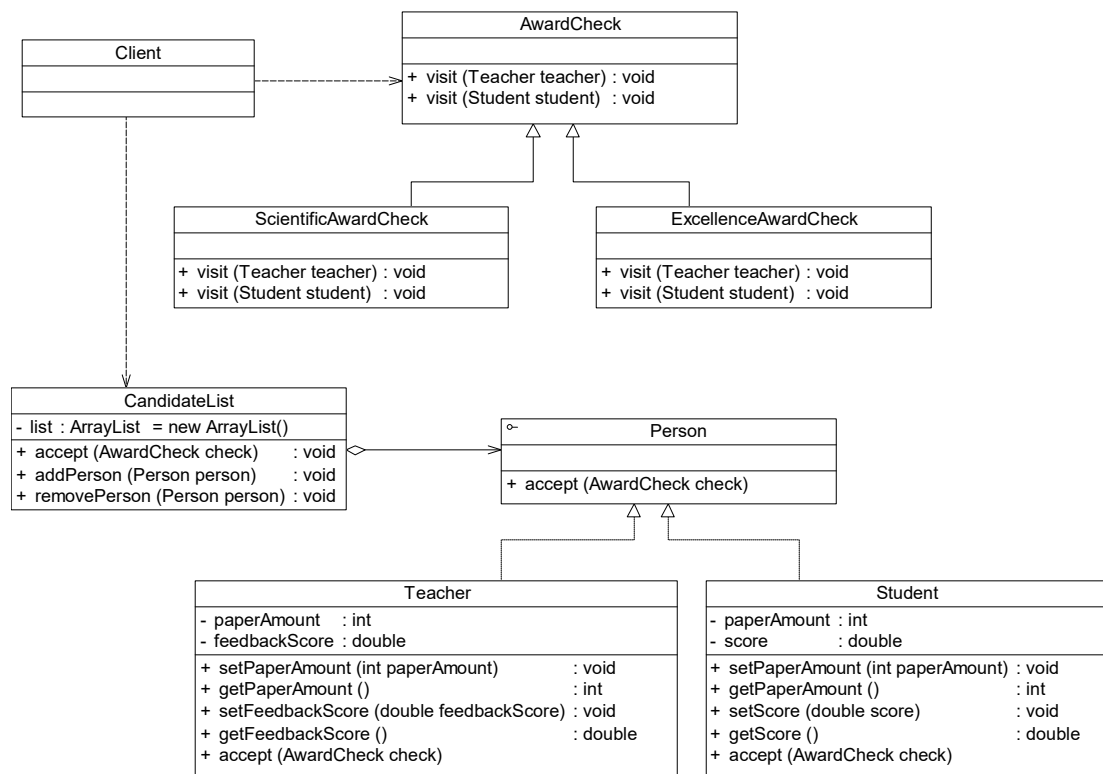 Client
AwardCheck
+ visit (Teacher teacher) : void
+ visit (Student student) : void
ScientificAwardCheck
+ visit (Teacher teacher) : void
+ visit (Student student) : void
ExcellenceAwardCheck
+ visit (Teacher teacher) : void
+ visit (Student student) : void
CandidateList
- list : ArrayList = new ArrayList()
+ accept (AwardCheck check) : void
+ addPerson (Person person) : void
+ removePerson (Person person) : void
Person
+ accept (AwardCheck check)
Teacher
- paperAmount : int
- feedbackScore : double
+ setPaperAmount (int paperAmount) : void
+ getPaperAmount () : int
+ setFeedbackScore (double feedbackScore) : void
+ getFeedbackScore () : double
+ accept (AwardCheck check)
Student
- paperAmount : int
- score : double
+ setPaperAmount (int paperAmount) : void
+ getPaperAmount () : int
+ setScore (double score) : void
+ getScore () : double
+ accept (AwardCheck check)